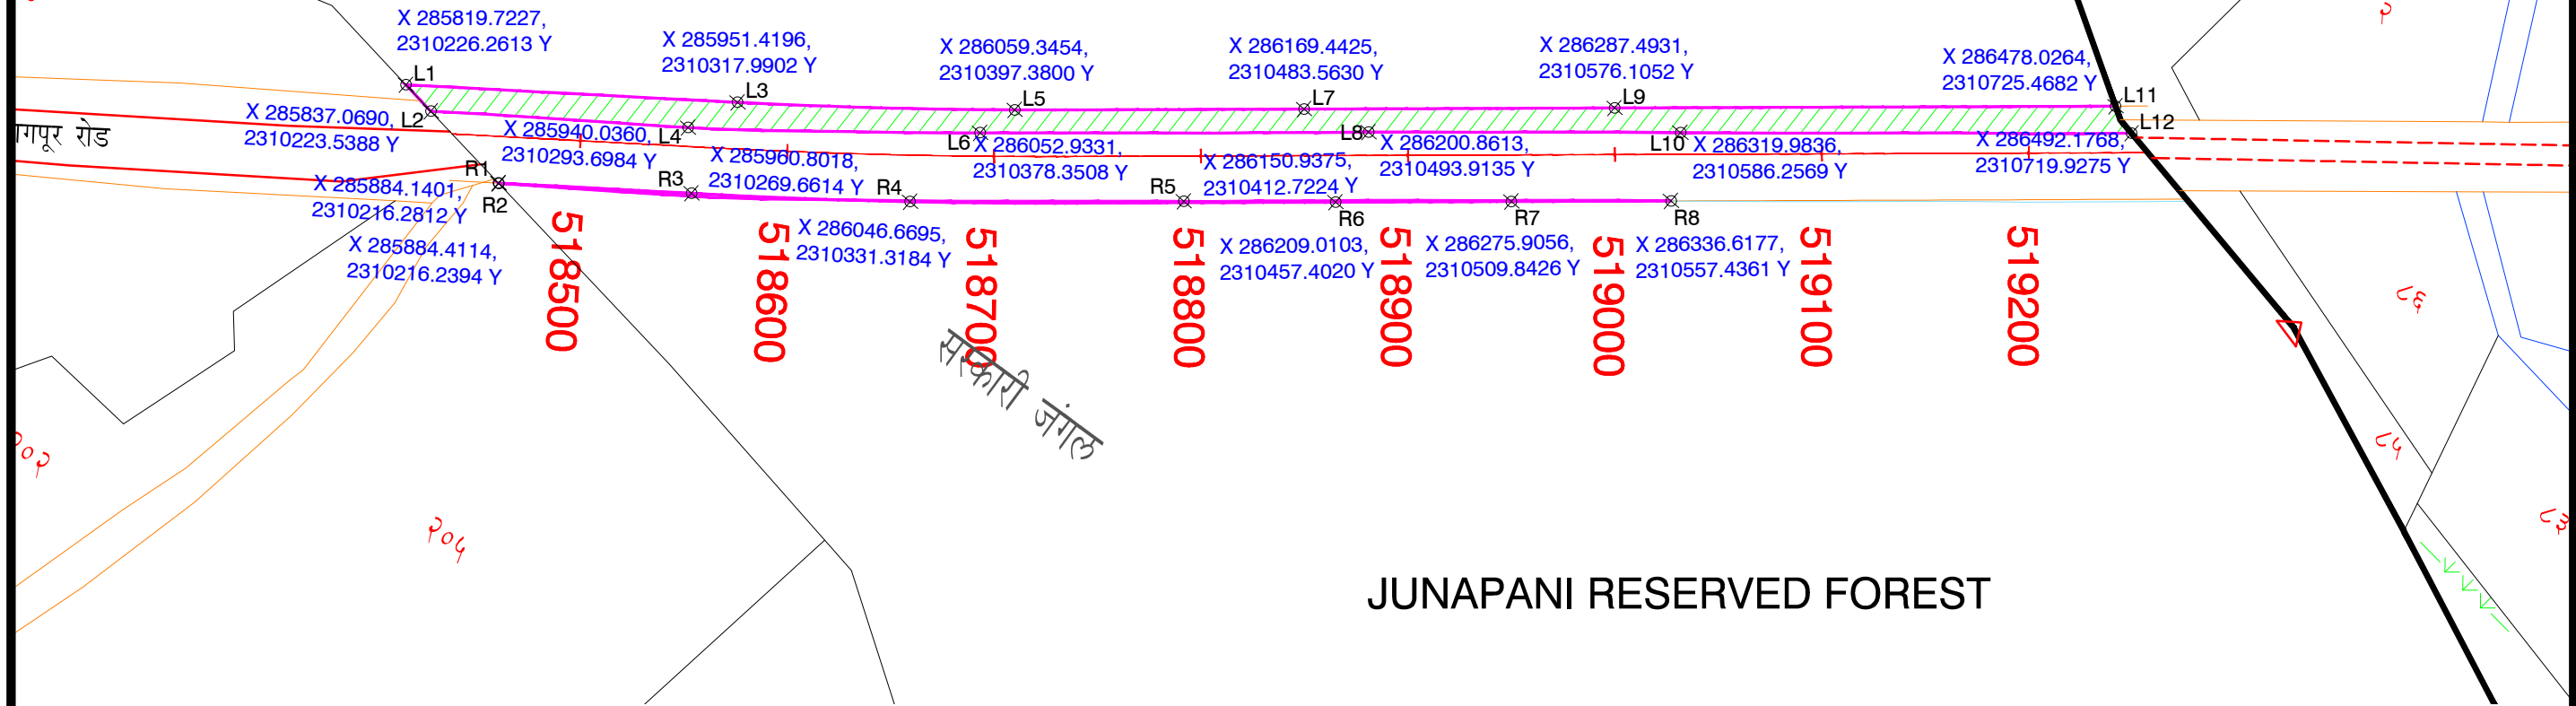 X 285819.7227,
2310226.2613 Y
X 285951.4196,
2310317.9902 Y
X 286059.3454,
2310397.3800 Y
X 286169.4425,
2310483.5630 Y
X 286287.4931,
2310576.1052 Y
X 286478.0264,
2310725.4682 Y
L1
L3
L5
L7
L9
L11
X 285837.0690,
2310223.5388 Y
L2
X 285940.0360,
2310293.6984 Y
L4
L6
X 286052.9331,
2310378.3508 Y
L8
X 286200.8613,
2310493.9135 Y
L10
X 286319.9836,
2310586.2569 Y
X 286492.1768,
2310719.9275 Y
L12
रोड
R1
X 285884.1401,
2310216.2812 Y
R2
X 285884.4114,
2310216.2394 Y
R3
X 285960.8018,
2310269.6614 Y
R4
X 286046.6695,
2310331.3184 Y
R5
X 286150.9375,
2310412.7224 Y
R6
X 286209.0103,
2310457.4020 Y
R7
X 286275.9056,
2310509.8426 Y
R8
X 286336.6177,
2310557.4361 Y
518500
518600
518700
518800
518900
519000
519100
519200
सरकारी जंगल
२०५
८६
८५
८३
JUNAPANI RESERVED FOREST